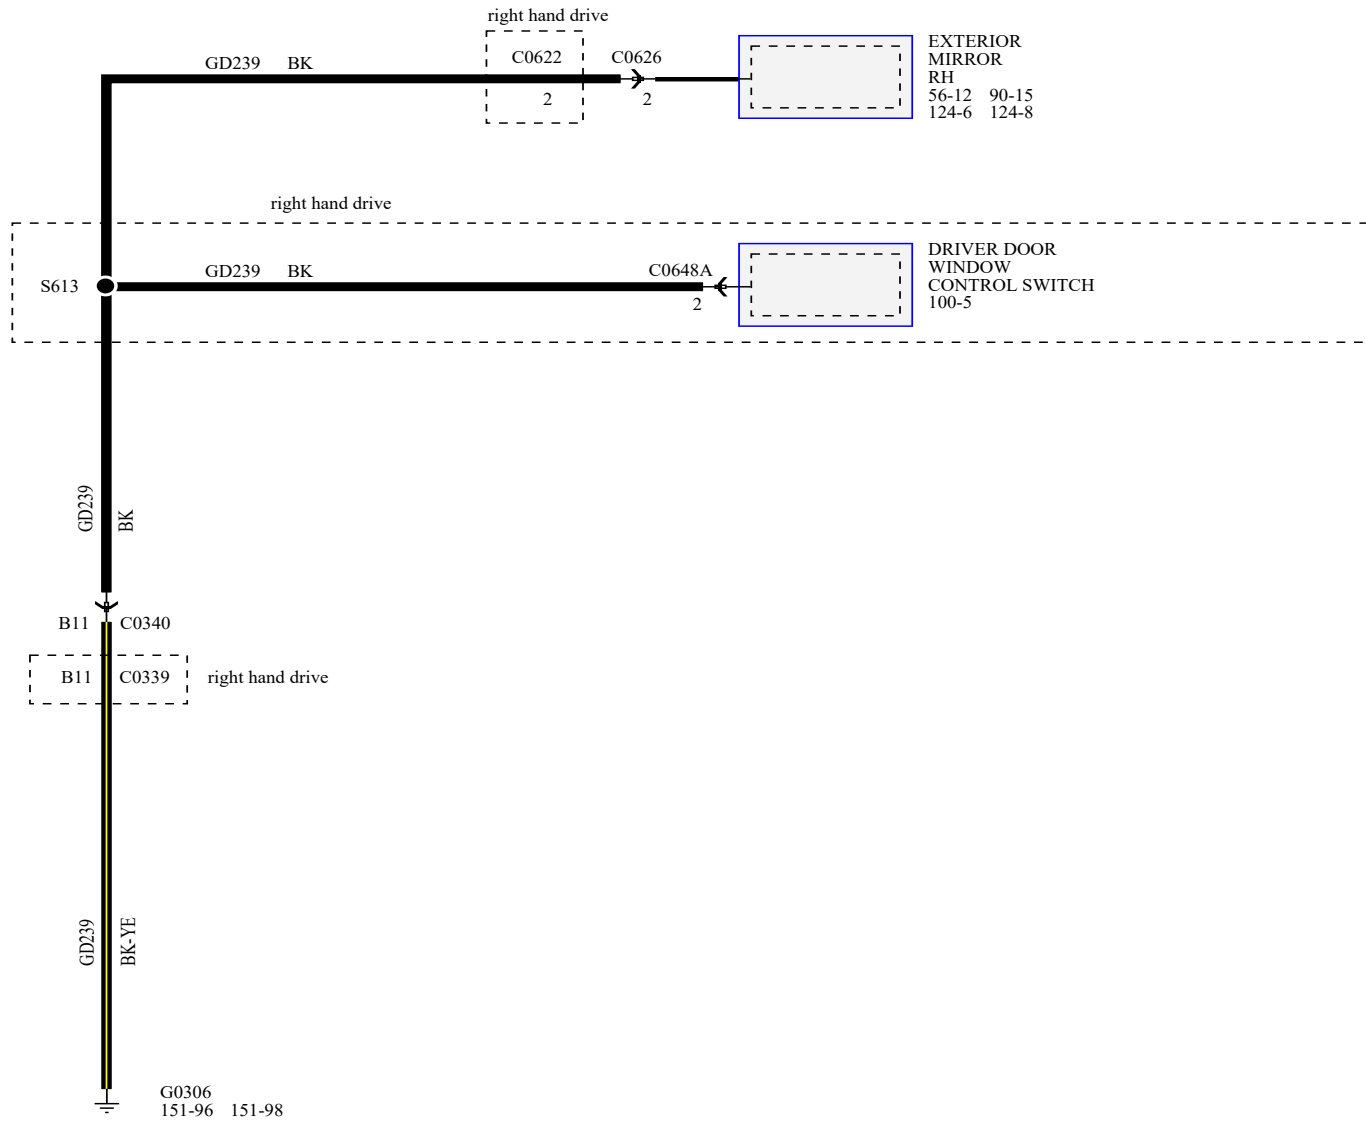 right hand drive
GD239 BK
C0622 C0626
2 2
EXTERIOR
MIRROR
RH
56-12 90-15
124-6 124-8
right hand drive
S613
GD239 BK
C0648A
2
DRIVER DOOR
WINDOW
CONTROL SWITCH
100-5
GD239
BK
B11 C0340
B11 C0339 right hand drive
GD239
BK-YE
G0306
151-96 151-98